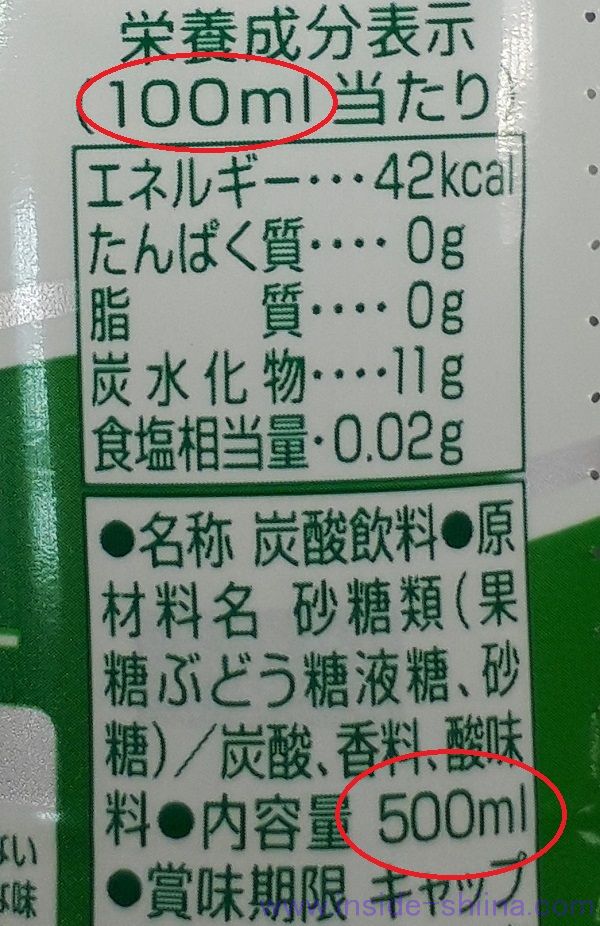 栄養成分表示
(100ml当たり)
エネルギー・・・42kcal
たんぱく質・・・・0g
脂質・・・・0g
炭水化物・・・・11g
食塩相当量・0.02g
●名称 炭酸飲料●原
材料名 砂糖類(果
糖ぶどう糖液糖、砂
糖)/炭酸、香料、酸味
料●内容量 500ml
●賞味期限 キャップ
ない
な味
www.inside-shiina.com